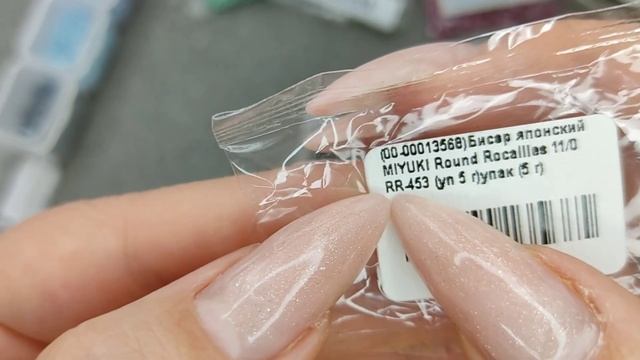 (00-00013568)Бисер японский
MIYUKI Round Rocailles 11/0
RR-453 (уп 5 г)упак (5 г)